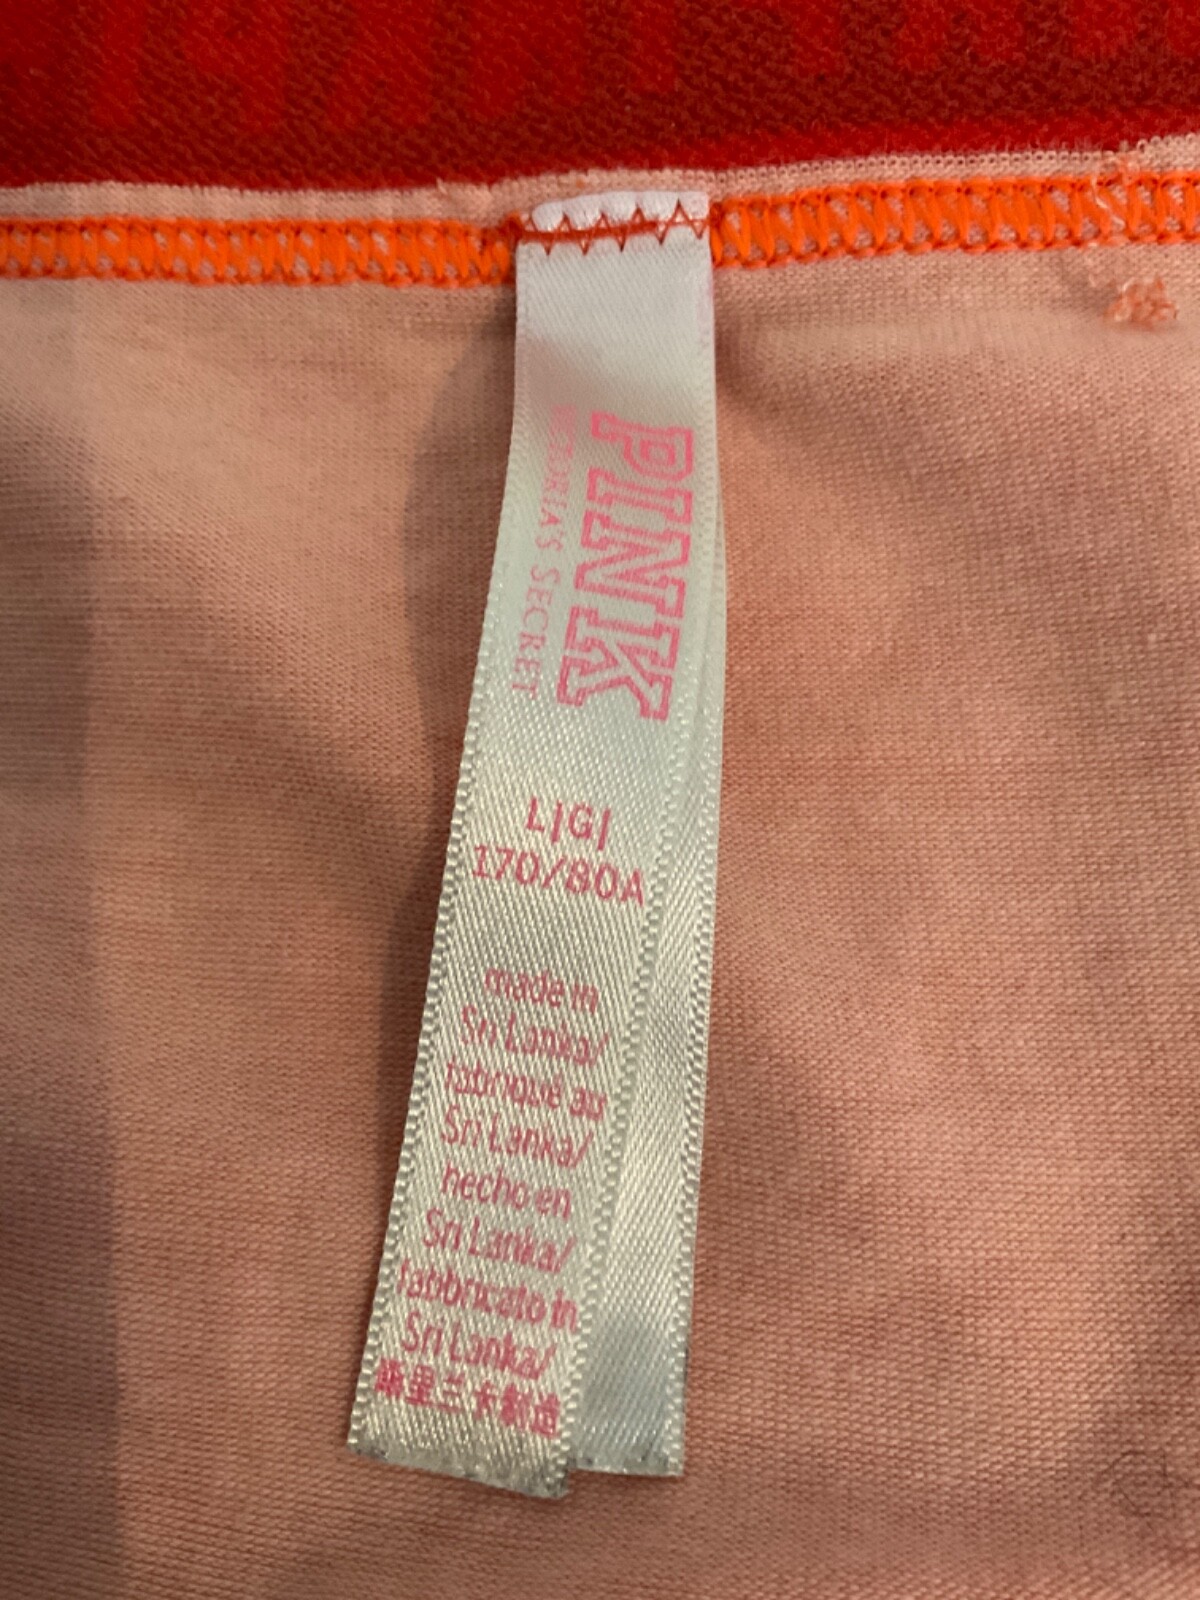 PINK
VICTORIA'S SECRET
L|G|
170/80A
made in
Sri Lanka/
fabriqué au
Sri Lanka/
hecho en
Sri Lanka/
fabbricato in
Sri Lanka/
斯里兰卡制造